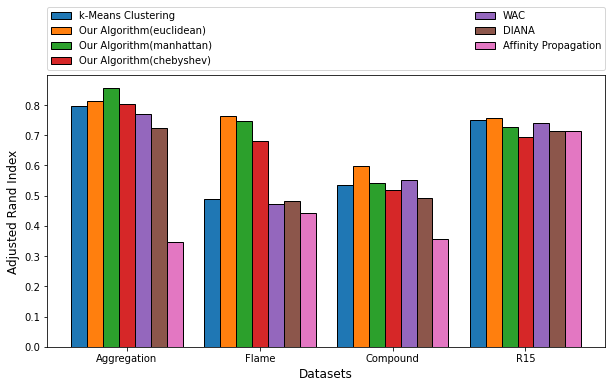 k-Means Clustering
Our Algorithm(euclidean)
Our Algorithm(manhattan)
Our Algorithm(chebyshev)
WAC
DIANA
Affinity Propagation
Adjusted Rand Index
0.8
0.7
0.6
0.5
0.4
0.3
0.2
0.1
0.0
Aggregation
Flame
Compound
R15
Datasets